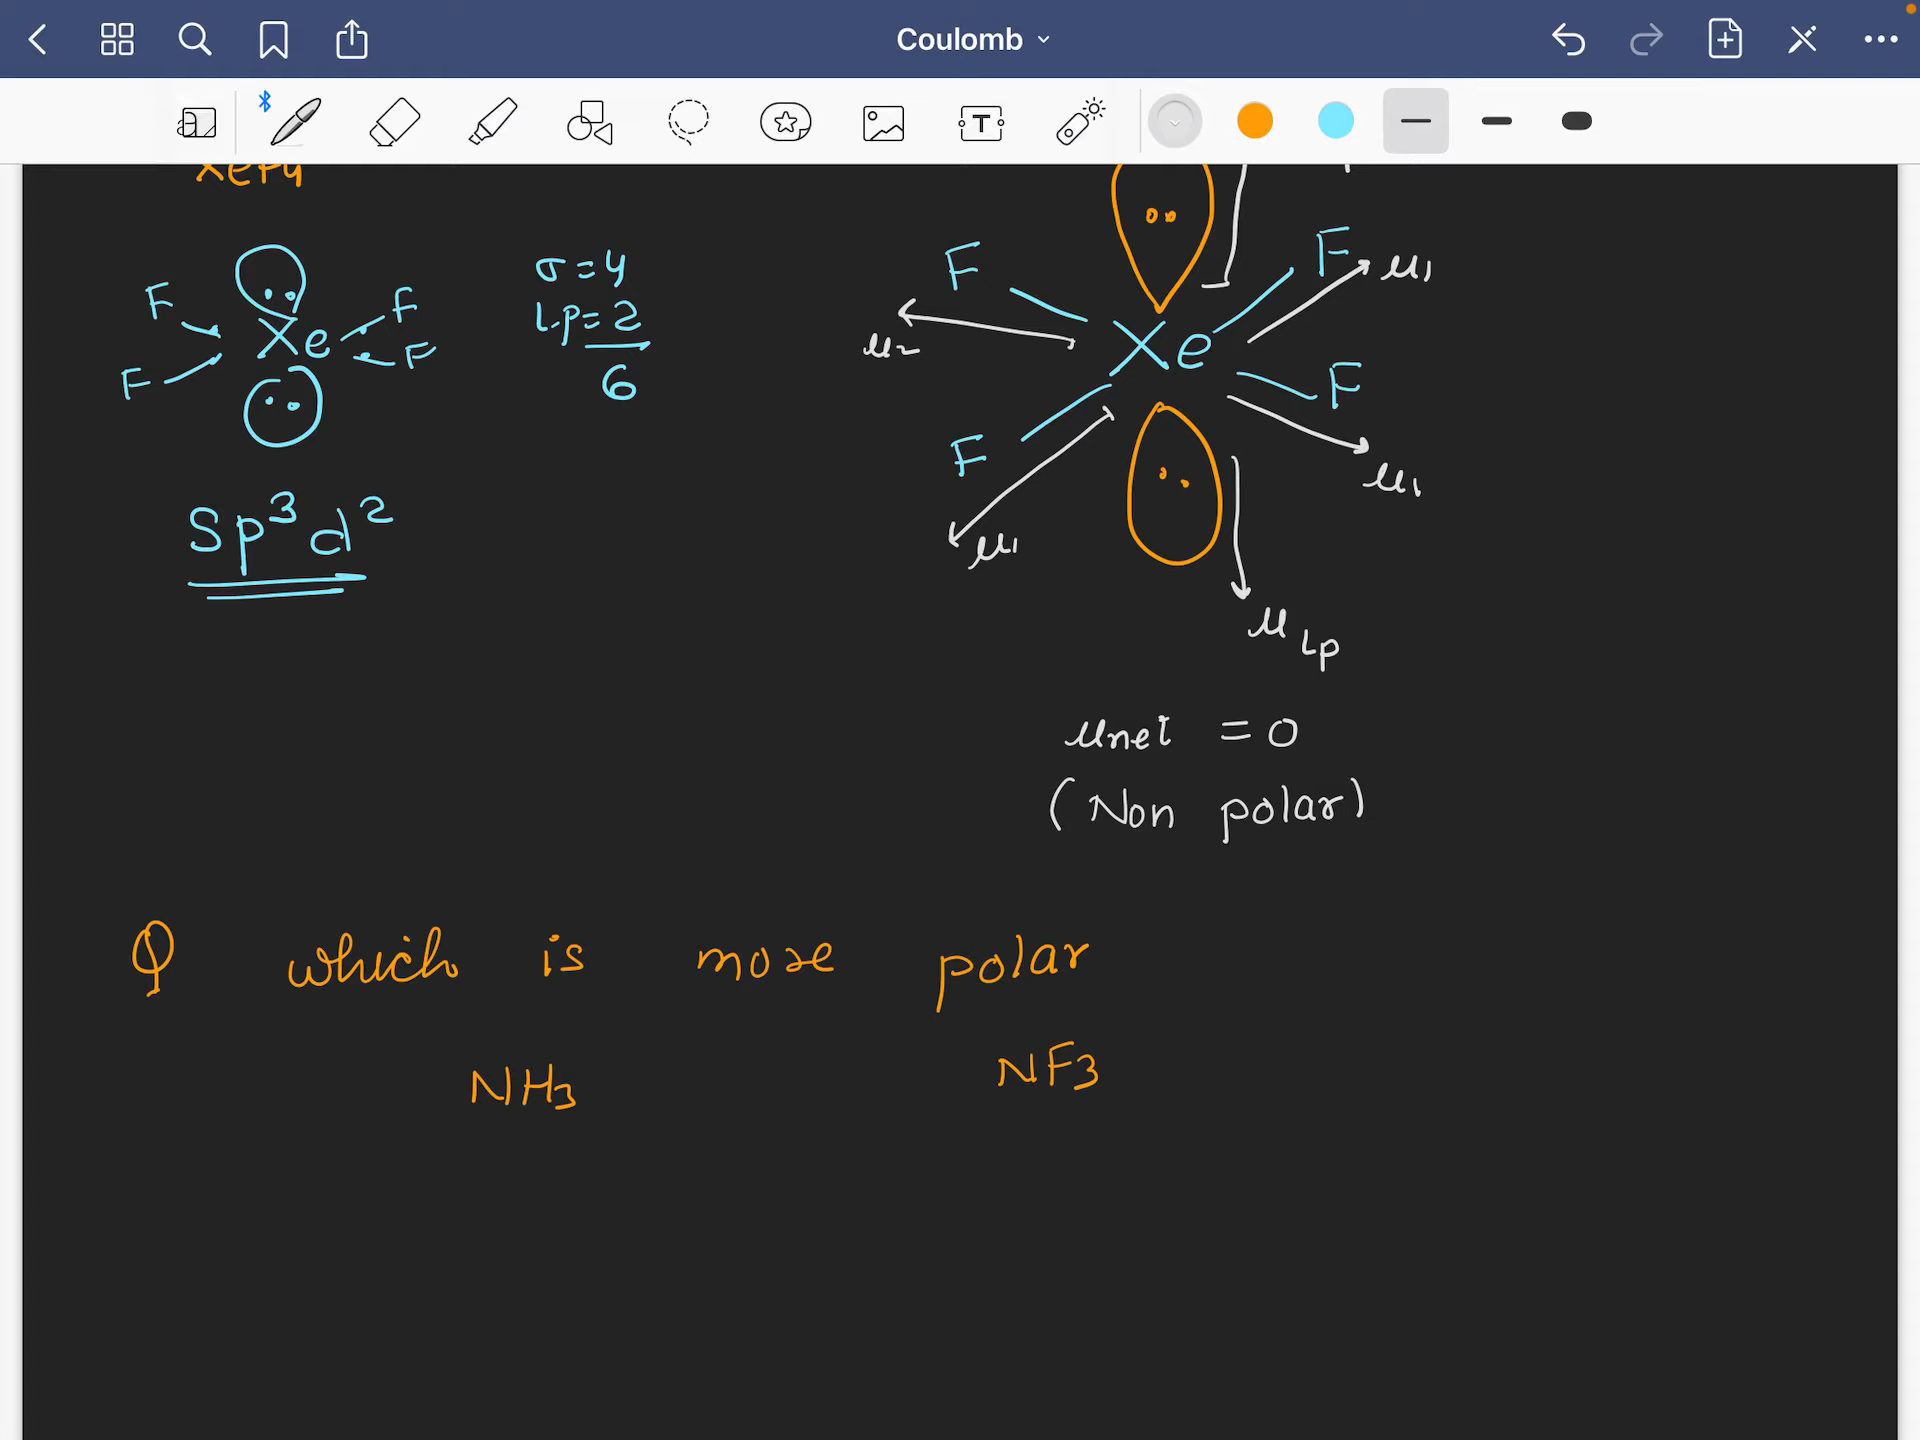 Coulomb
XeF4
F
F
Xe
F
F
σ = 4
L.p = 2
6
Sp³d²
F
F
μ1
μ2
Xe
F
F
μ1
μ1
μLp
μnet = 0
(Non polar)
Q which is more polar
NH3 NF3